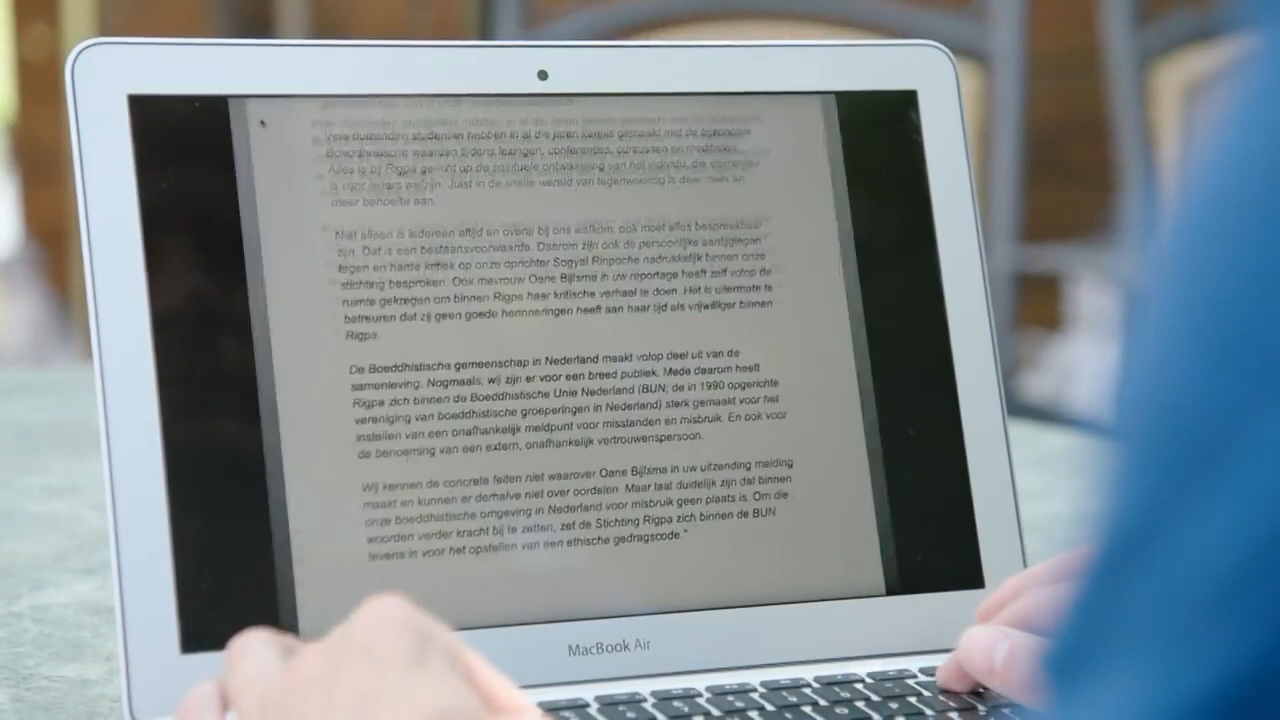 Vele duizenden studenten hebben in al die jaren kennis gemaakt met de bijzondere
Boeddhistische waarden tijdens lezingen, conferenties, cursussen en meditaties.
Alles is bij Rigpa gericht op de spirituele ontwikkeling van het individu, die
is voor ieders welzijn. Juist in de snelle wereld van tegenwoordig is daar meer en
meer behoefte aan.
Niet alleen is iedereen altijd en overal bij ons welkom, ook moet alles bespreekbaar
zijn. Dat is een bestaansvoorwaarde. Daarom zijn ook de persoonlijke aantijgingen
tegen en harde kritiek op onze oprichter Sogyal Rinpoche nadrukkelijk binnen onze
stichting besproken. Ook mevrouw Oane Bijlsma in uw reportage heeft zelf volop de
ruimte gekregen om binnen Rigpa haar kritische verhaal te doen. Het is uitermate te
betreuren dat zij geen goede herinneringen heeft aan haar tijd als vrijwilliger binnen
Rigpa.
De Boeddhistische gemeenschap in Nederland maakt volop deel uit van de
samenleving. Nogmaals, wij zijn er voor een breed publiek. Mede daarom heeft
Rigpa zich binnen de Boeddhistische Unie Nederland (BUN, de in 1990 opgerichte
vereniging van boeddhistische groeperingen in Nederland) sterk gemaakt voor het
instellen van een onafhankelijk meldpunt voor misstanden en misbruik. En ook voor
de benoeming van een extern, onafhankelijk vertrouwenspersoon.
Wij kennen de concrete feiten niet waarover Oane Bijlsma in uw uitzending melding
maakt en kunnen er derhalve niet over oordelen. Maar laat duidelijk zijn dat binnen
onze boeddhistische omgeving in Nederland voor misbruik geen plaats is. Om die
woorden verder kracht bij te zetten, zet de Stichting Rigpa zich binnen de BUN
tevens in voor het opstellen van een ethische gedragscode."
MacBook Air